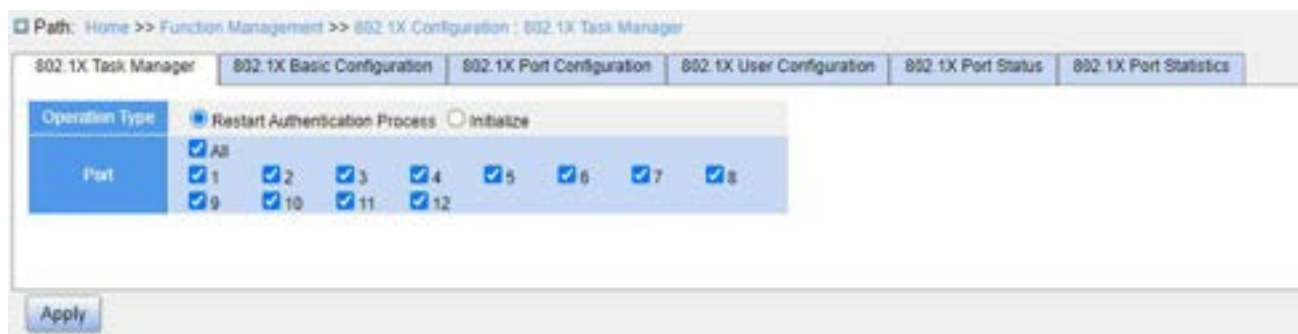 Path: Home >> Function Management >> 802.1X Configuration : 802.1X Task Manager
802.1X Task Manager 802.1X Basic Configuration 802.1X Port Configuration 802.1X User Configuration 802.1X Port Status 802.1X Port Statistics
Operation Type Restart Authentication Process Initialize
All
Port 1 2 3 4 5 6 7 8
9 10 11 12
Apply